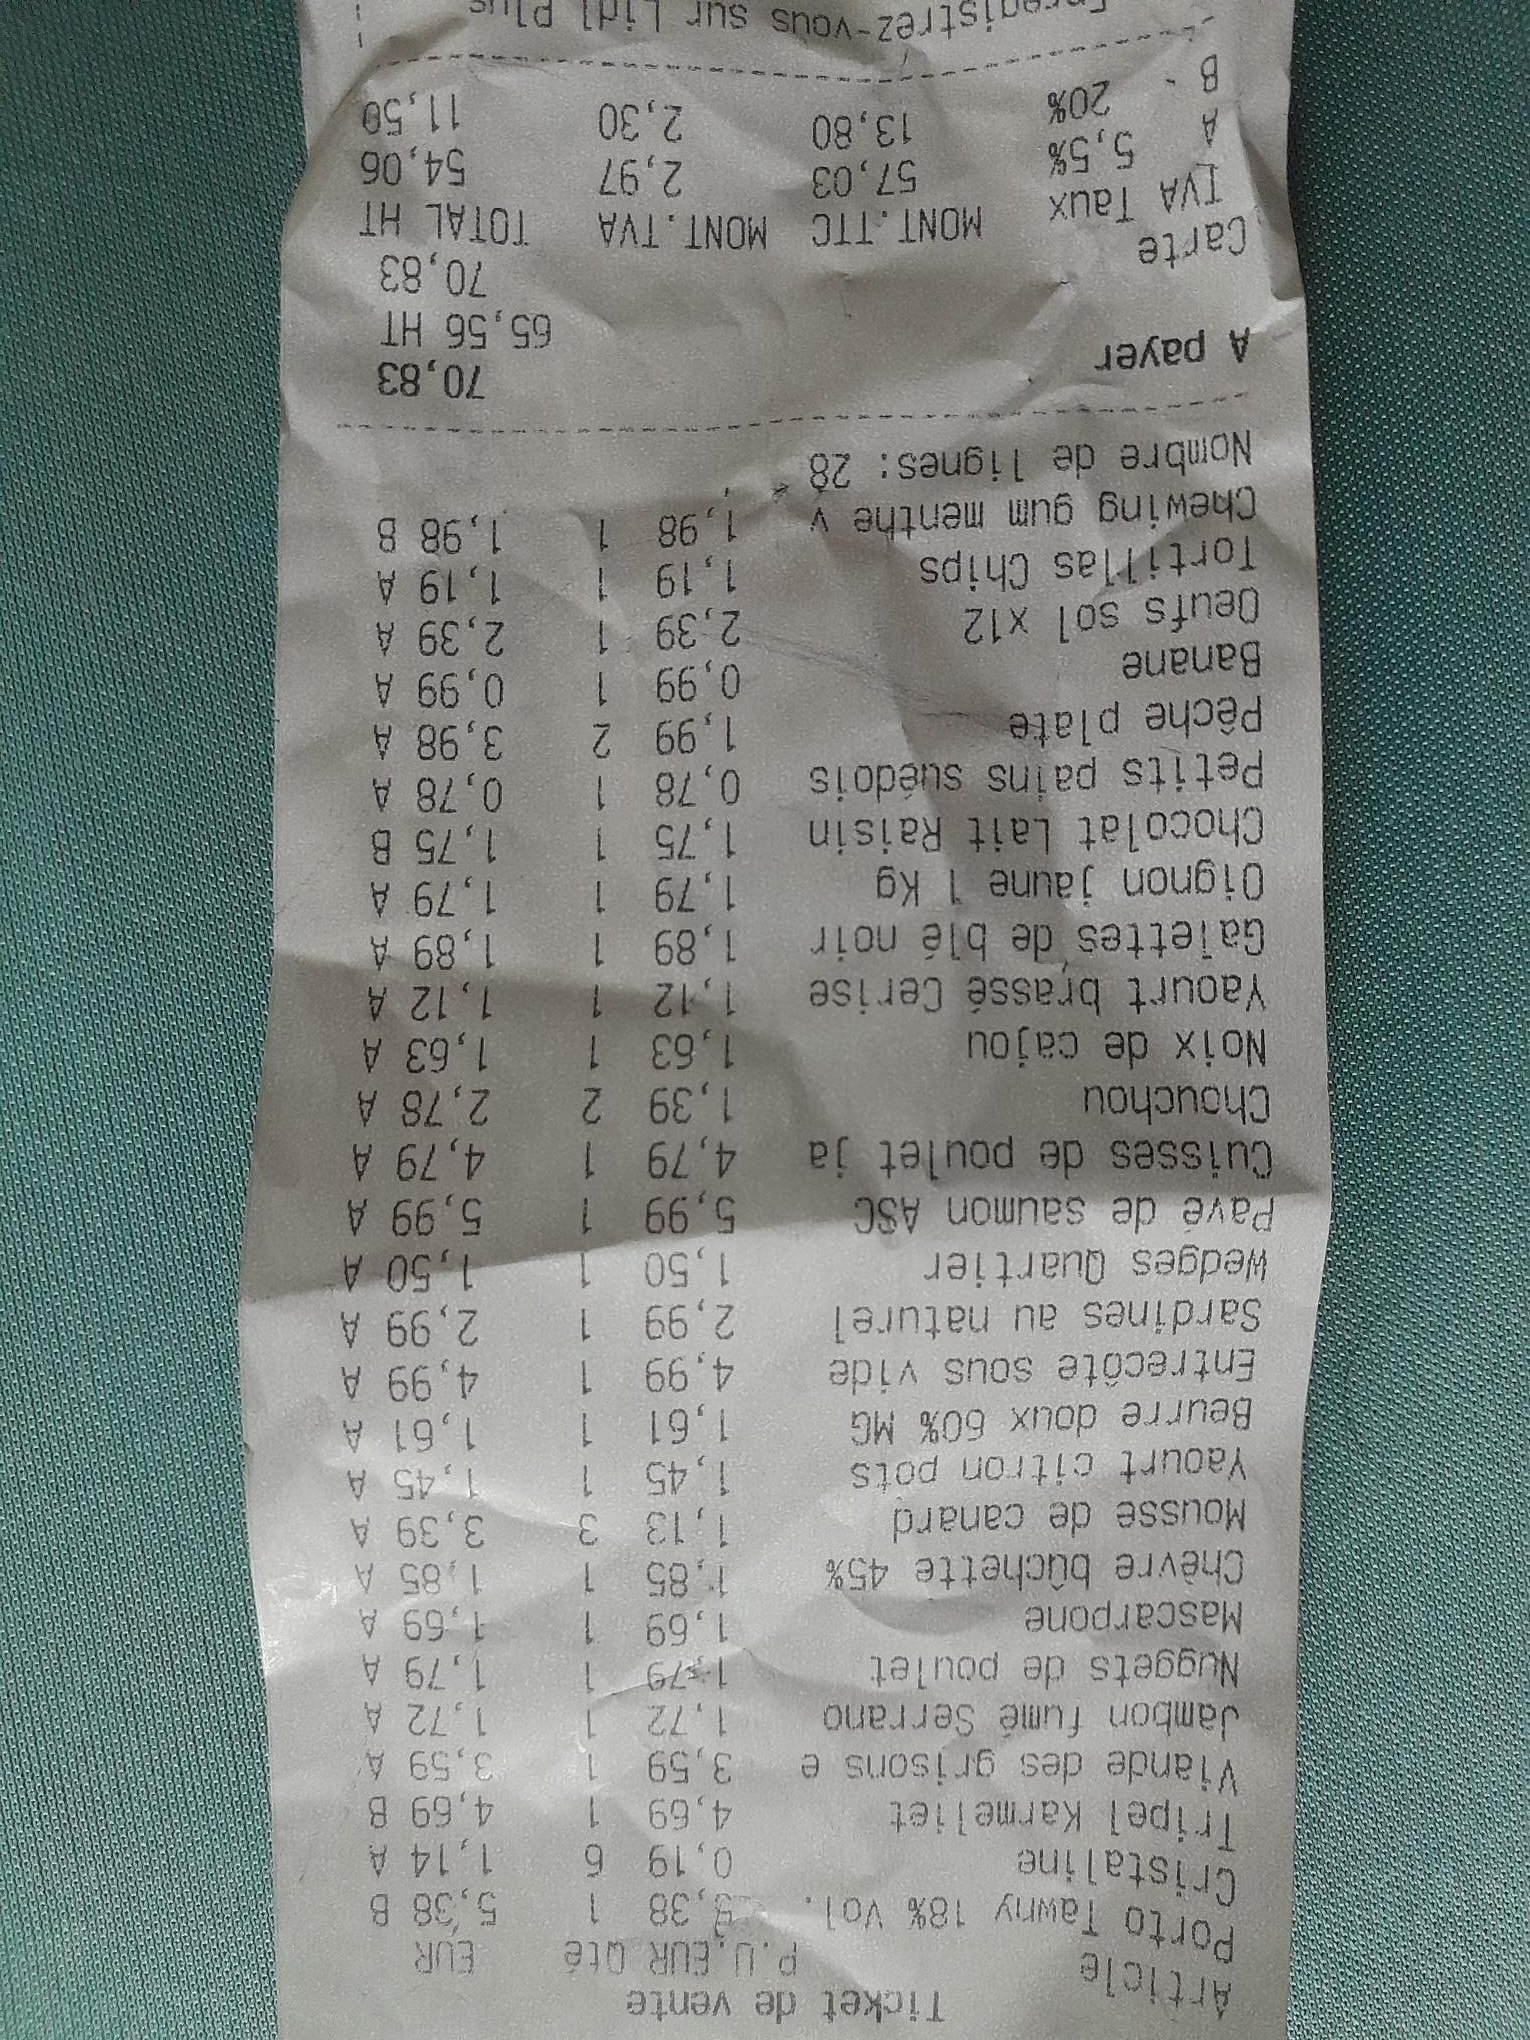 Ticket de vente
Article P.U.EUR Qté EUR
Porto Tawny 18% Vol. 5,38 1 5,38 B
Cristaline 0,19 6 1,14 A
Tripel Karmeliet 4,69 1 4,69 B
Viande des grisons e 3,59 1 3,59 A
Jambon fumé Serrano 1,72 1 1,72 A
Nuggets de poulet 1,79 1 1,79 A
Mascarpone 1,69 1 1,69 A
Chèvre bûchette 45% 1,85 1 1,85 A
Mousse de canard 1,13 3 3,39 A
Yaourt citron pots 1,45 1 1,45 A
Beurre doux 60% MG 1,61 1 1,61 A
Entrecôte sous vide 4,99 1 4,99 A
Sardines au naturel 2,99 1 2,99 A
Wedges Quartier 1,50 1 1,50 A
Pavé de saumon ASC 5,99 1 5,99 A
Cuisses de poulet ja 4,79 1 4,79 A
Chouchou 1,39 2 2,78 A
Noix de cajou 1,63 1 1,63 A
Yaourt brassé Cerise 1,12 1 1,12 A
Galettes de blé noir 1,89 1 1,89 A
Oignon jaune 1 Kg 1,79 1 1,79 A
Chocolat Lait Raisin 1,75 1 1,75 B
Petits pains suédois 0,78 1 0,78 A
Pêche plate 1,99 2 3,98 A
Banane 0,99 1 0,99 A
Oeufs sol x12 2,39 1 2,39 A
Tortillas Chips 1,19 1 1,19 A
Chewing gum menthe v 1,98 1 1,98 B
Nombre de lignes: 28
A payer 70,83
65,56 HT
Carte 70,83
TVA Taux MONT.TTC MONT.TVA TOTAL HT
A 5,5% 57,03 2,97 54,06
B 20% 13,80 2,30 11,50
Enregistrez-vous sur Lidl Plus